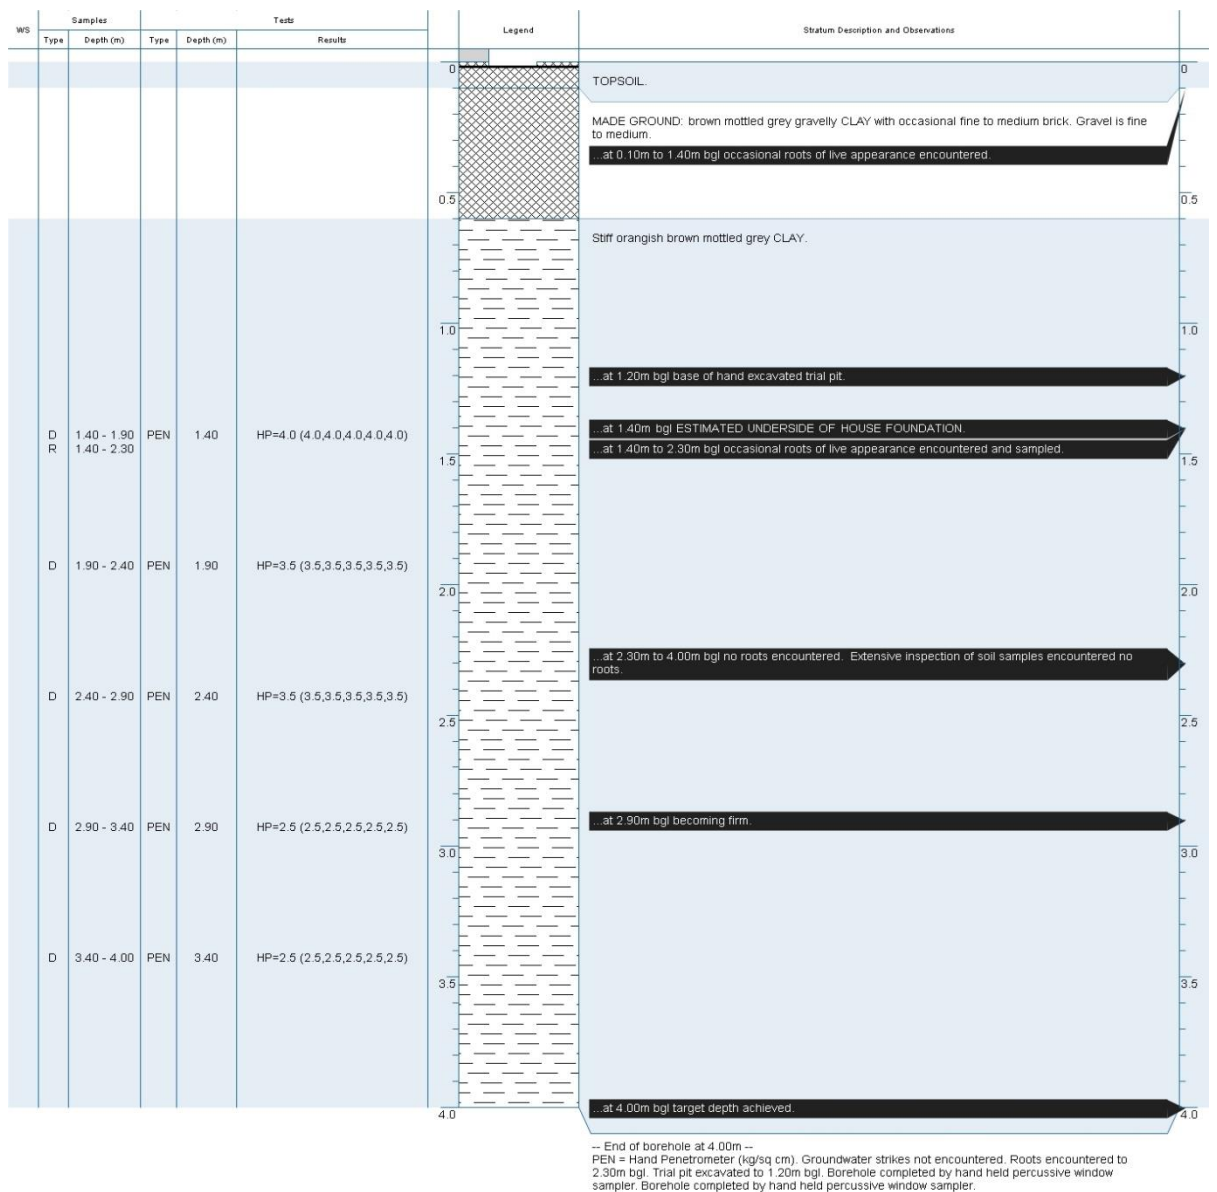 Samples
Tests
WS
Type
Depth (m)
Type
Depth (m)
Results
Legend
Stratum Description and Observations
0
0
TOPSOIL.
MADE GROUND: brown mottled grey gravelly CLAY with occasional fine to medium brick. Gravel is fine
to medium.
...at 0.10m to 1.40m bgl occasional roots of live appearance encountered.
0.5
0.5
Stiff orangish brown mottled grey CLAY.
1.0
1.0
...at 1.20m bgl base of hand excavated trial pit.
D 1.40 - 1.90 PEN 1.40 HP=4.0 (4.0,4.0,4.0,4.0,4.0)
...at 1.40m bgl ESTIMATED UNDERSIDE OF HOUSE FOUNDATION.
R 1.40 - 2.30
...at 1.40m to 2.30m bgl occasional roots of live appearance encountered and sampled.
1.5
1.5
D 1.90 - 2.40 PEN 1.90 HP=3.5 (3.5,3.5,3.5,3.5,3.5)
2.0
2.0
...at 2.30m to 4.00m bgl no roots encountered. Extensive inspection of soil samples encountered no
roots.
D 2.40 - 2.90 PEN 2.40 HP=3.5 (3.5,3.5,3.5,3.5,3.5)
2.5
2.5
...at 2.90m bgl becoming firm.
D 2.90 - 3.40 PEN 2.90 HP=2.5 (2.5,2.5,2.5,2.5,2.5)
3.0
3.0
D 3.40 - 4.00 PEN 3.40 HP=2.5 (2.5,2.5,2.5,2.5,2.5)
3.5
3.5
...at 4.00m bgl target depth achieved.
4.0
4.0
-- End of borehole at 4.00m --
PEN = Hand Penetrometer (kg/sq cm). Groundwater strikes not encountered. Roots encountered to
2.30m bgl. Trial pit excavated to 1.20m bgl. Borehole completed by hand held percussive window
sampler. Borehole completed by hand held percussive window sampler.